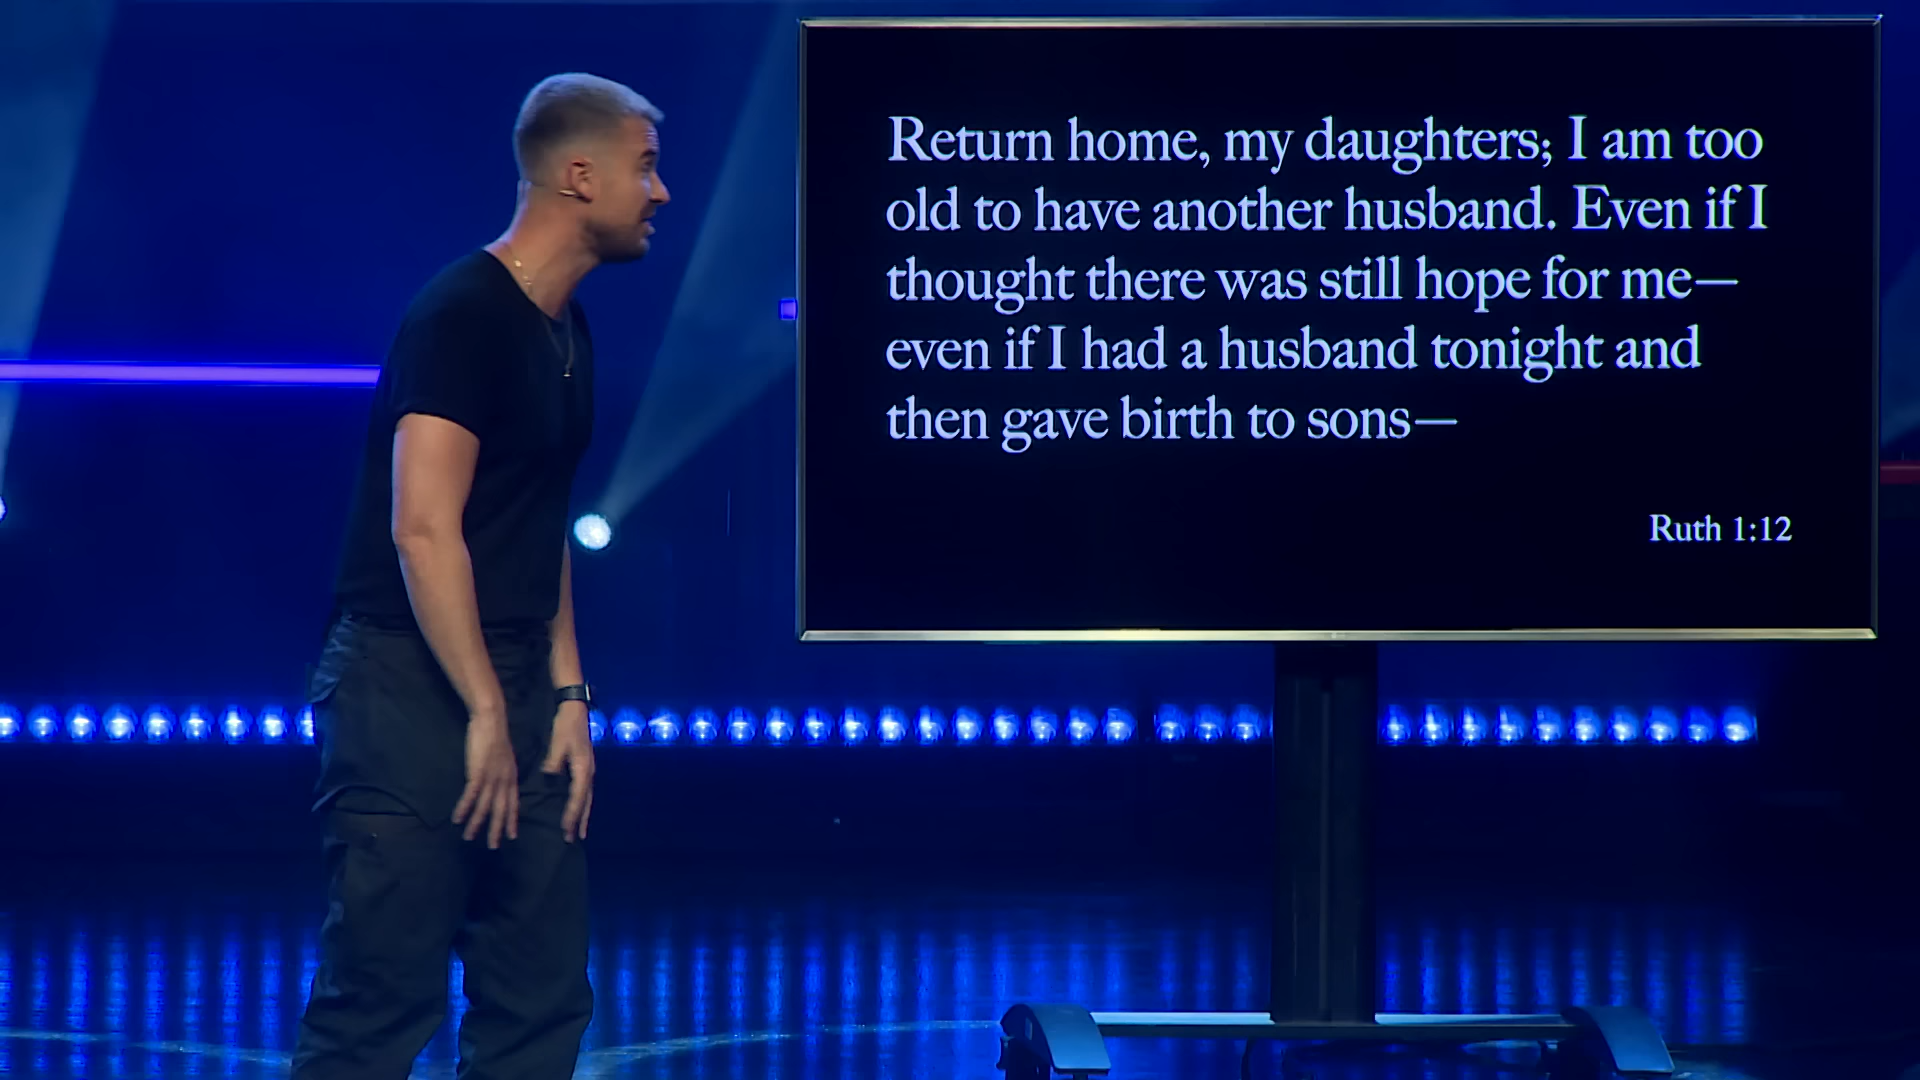 Return home, my daughters; I am too
old to have another husband. Even if I
thought there was still hope for me—
even if I had a husband tonight and
then gave birth to sons—
Ruth 1:12